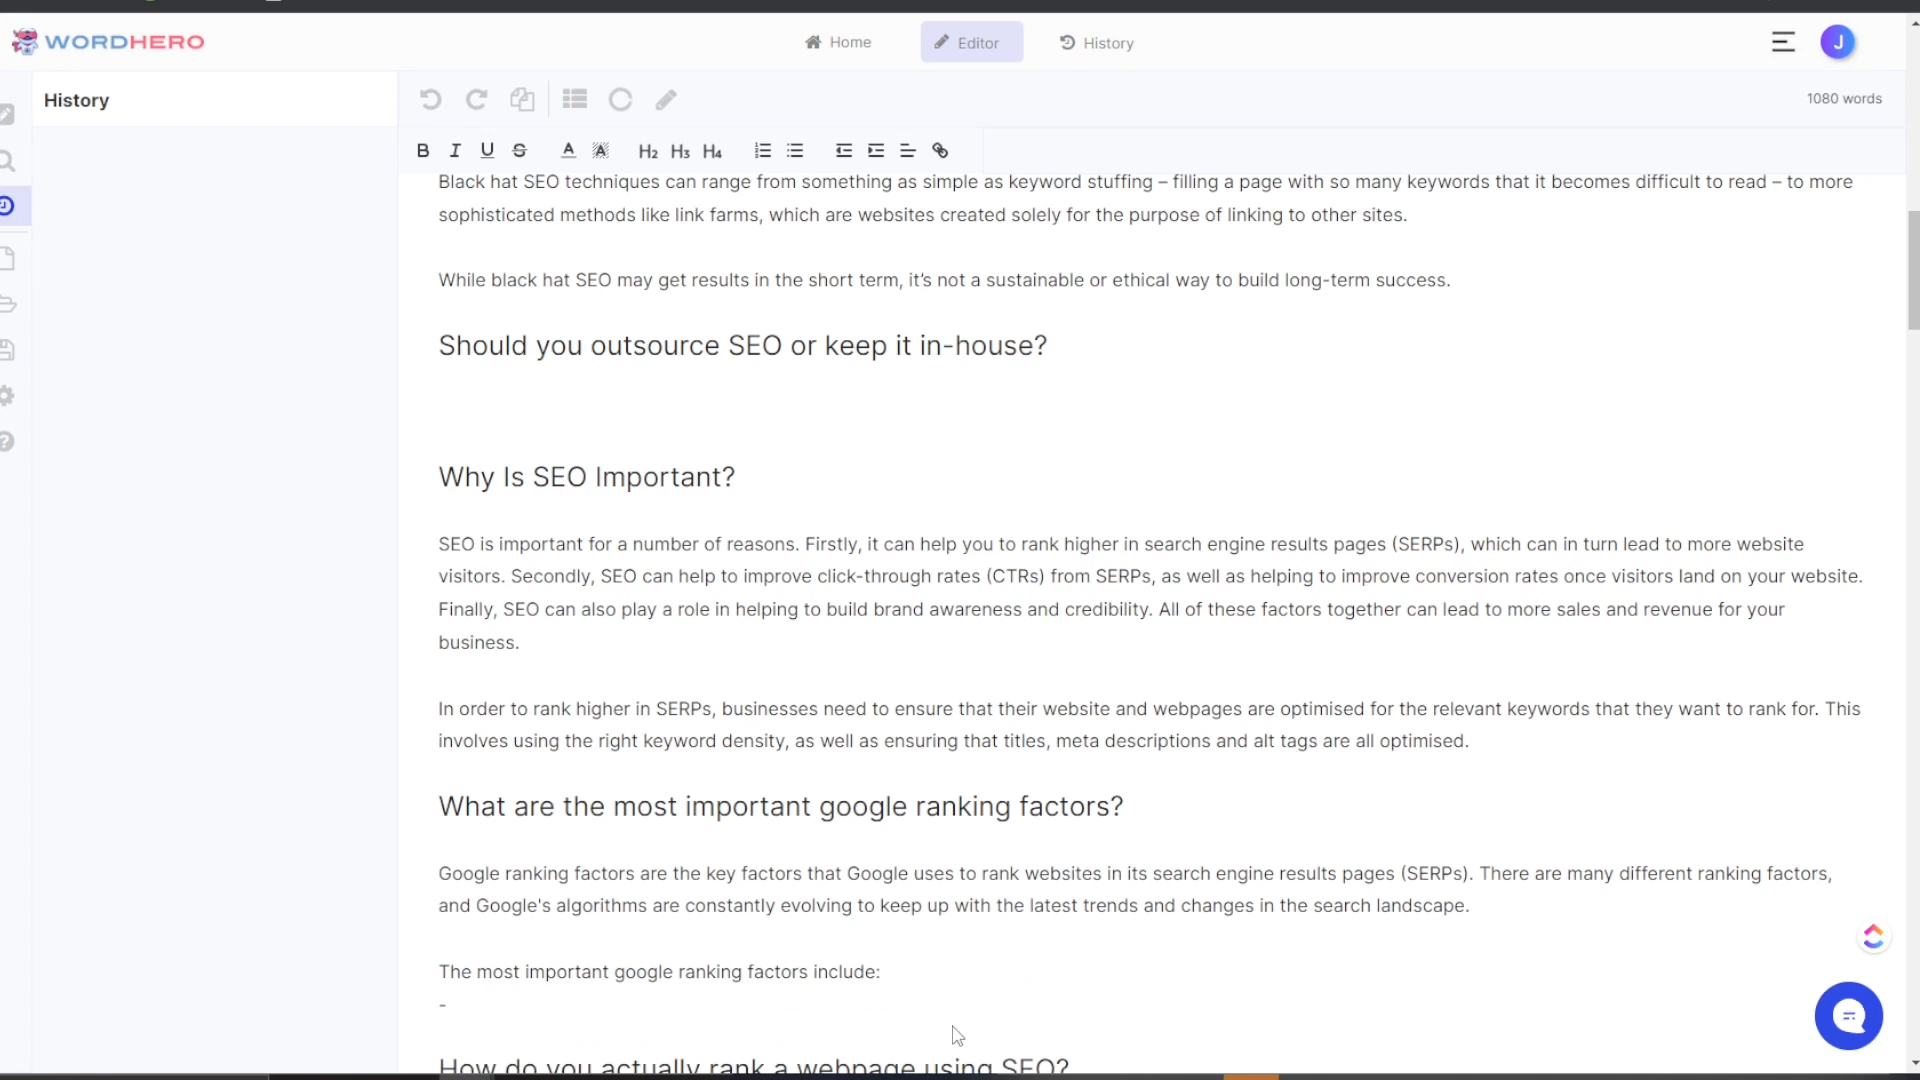 WORDHERO
Home
Editor
History
J
History
1080 words
B I U S A A H2 H3 H4
Black hat SEO techniques can range from something as simple as keyword stuffing – filling a page with so many keywords that it becomes difficult to read – to more
sophisticated methods like link farms, which are websites created solely for the purpose of linking to other sites.
While black hat SEO may get results in the short term, it’s not a sustainable or ethical way to build long-term success.
Should you outsource SEO or keep it in-house?
Why Is SEO Important?
SEO is important for a number of reasons. Firstly, it can help you to rank higher in search engine results pages (SERPs), which can in turn lead to more website
visitors. Secondly, SEO can help to improve click-through rates (CTRs) from SERPs, as well as helping to improve conversion rates once visitors land on your website.
Finally, SEO can also play a role in helping to build brand awareness and credibility. All of these factors together can lead to more sales and revenue for your
business.
In order to rank higher in SERPs, businesses need to ensure that their website and webpages are optimised for the relevant keywords that they want to rank for. This
involves using the right keyword density, as well as ensuring that titles, meta descriptions and alt tags are all optimised.
What are the most important google ranking factors?
Google ranking factors are the key factors that Google uses to rank websites in its search engine results pages (SERPs). There are many different ranking factors,
and Google's algorithms are constantly evolving to keep up with the latest trends and changes in the search landscape.
The most important google ranking factors include:
-
How do you actually rank a webpage using SEO?